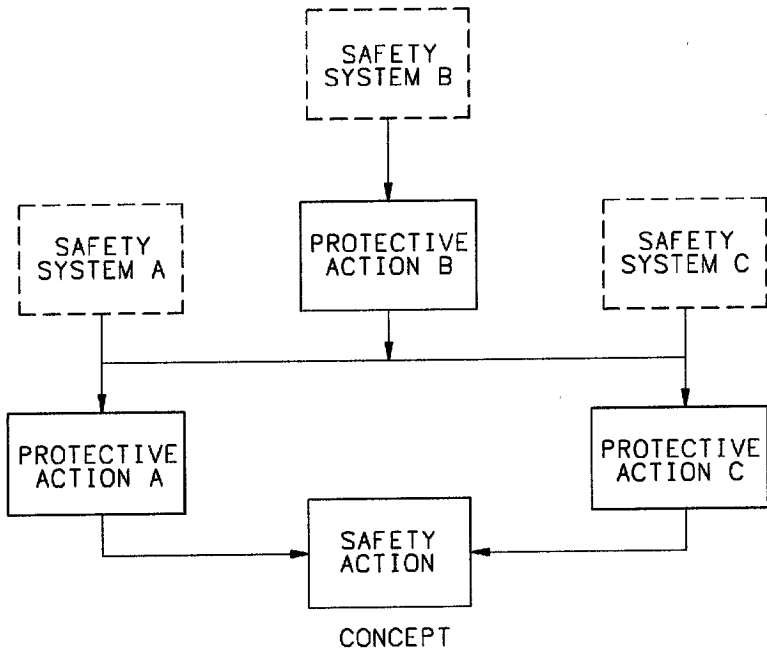 SAFETY
SYSTEM B
SAFETY
SYSTEM A
PROTECTIVE
ACTION B
SAFETY
SYSTEM C
PROTECTIVE
ACTION A
PROTECTIVE
ACTION C
SAFETY
ACTION
CONCEPT